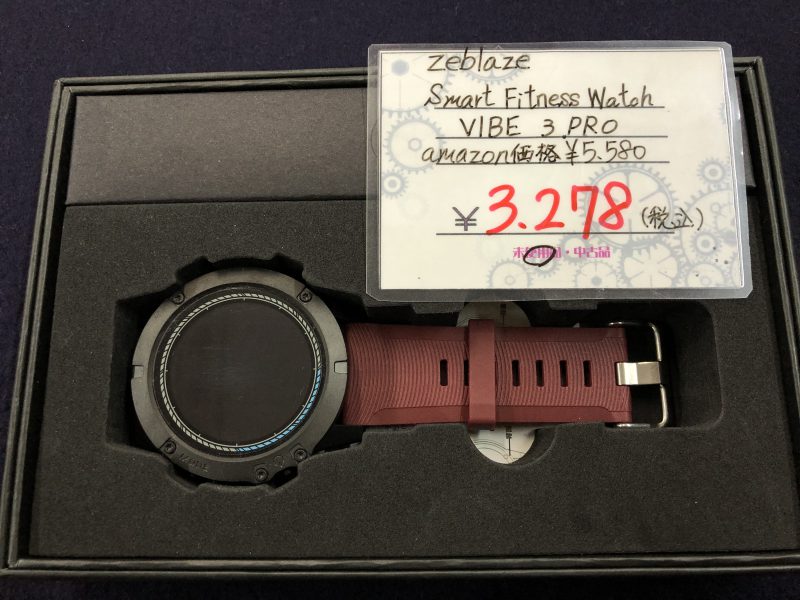 zeblaze
Smart Fitness Watch
VIBE 3 PRO
amazon価格¥5.580
¥3.278(税込)
未使用品・中古品